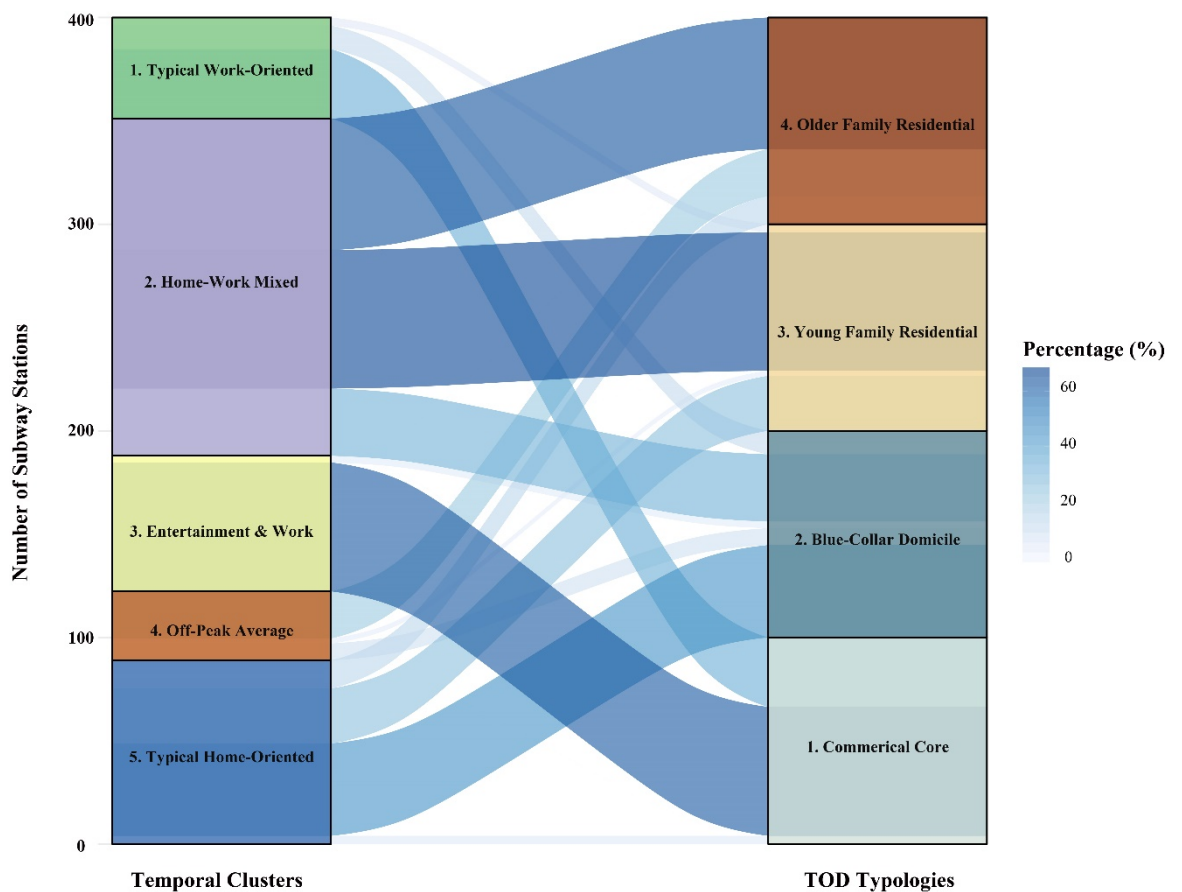 400
300
200
100
0
Number of Subway Stations
1. Typical Work-Oriented
2. Home-Work Mixed
3. Entertainment & Work
4. Off-Peak Average
5. Typical Home-Oriented
Temporal Clusters
4. Older Family Residential
3. Young Family Residential
2. Blue-Collar Domicile
1. Commerical Core
TOD Typologies
Percentage (%)
60
40
20
0